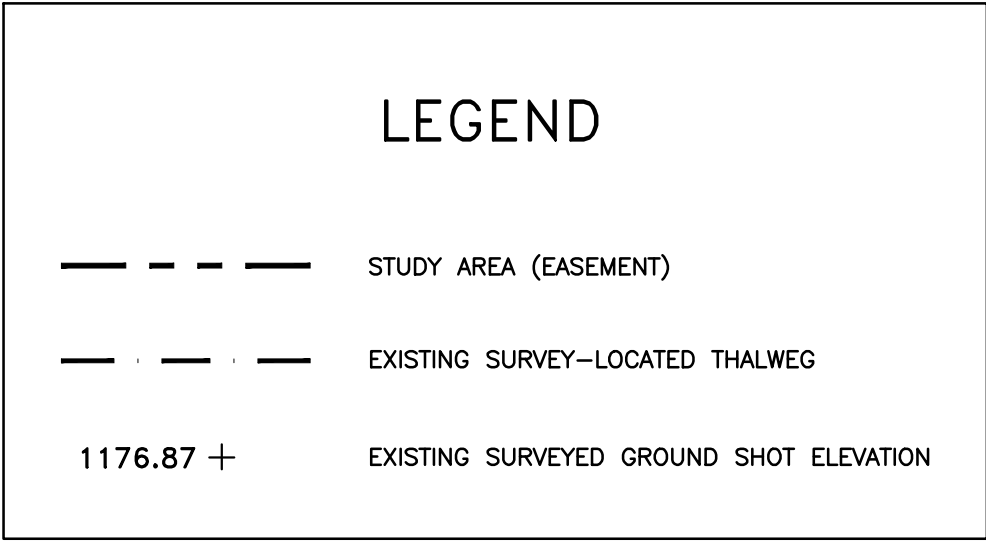 LEGEND
STUDY AREA (EASEMENT)
EXISTING SURVEY-LOCATED THALWEG
1176.87 + EXISTING SURVEYED GROUND SHOT ELEVATION